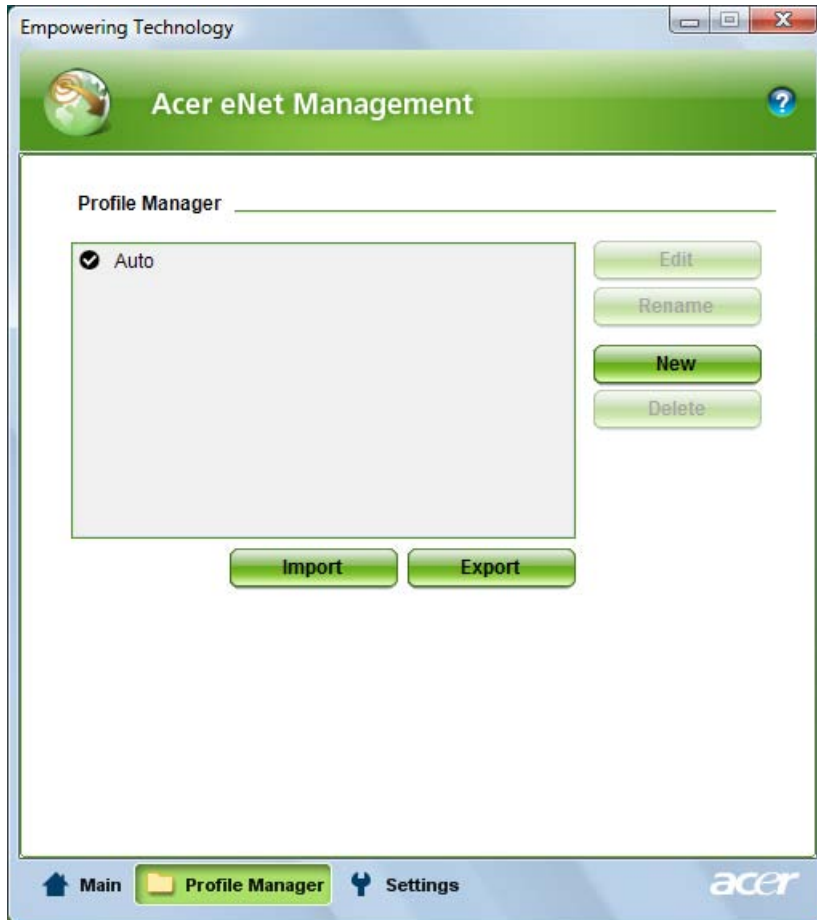 Empowering Technology
Acer eNet Management
?
Profile Manager
Auto
Edit
Rename
New
Delete
Import
Export
Main
Profile Manager
Settings
acer